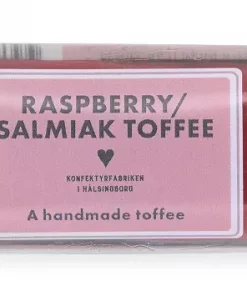 RASPBERRY/
SALMIAK TOFFEE
KONFEKTYRFABRIKEN
I HÄLSINGBORG
A handmade toffee